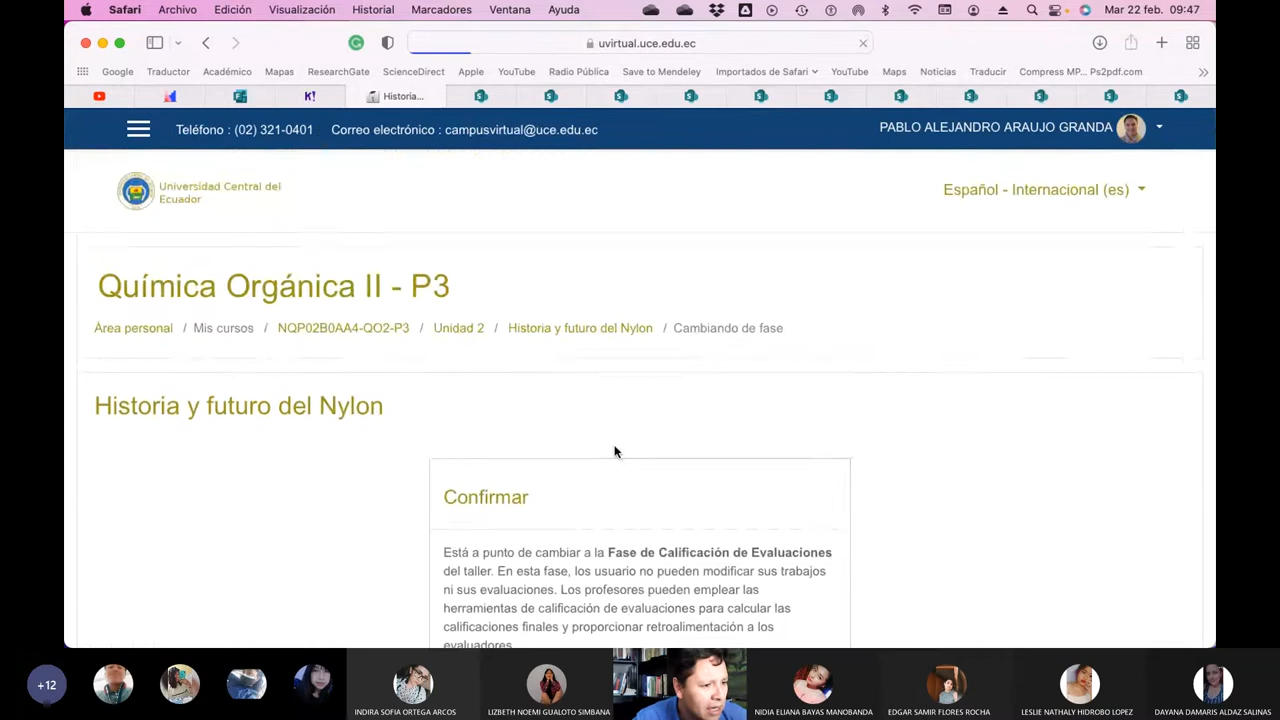 Safari Archivo Edición Visualización Historial Marcadores Ventana Ayuda Mar 22 feb. 09:47
uvirtual.uce.edu.ec
Google Traductor Académico Mapas ResearchGate ScienceDirect Apple YouTube Radio Pública Save to Mendeley Importados de Safari YouTube Maps Noticias Traducir Compress MP... Ps2pdf.com
K! Historia...
Teléfono : (02) 321-0401 Correo electrónico : campusvirtual@uce.edu.ec PABLO ALEJANDRO ARAUJO GRANDA
Universidad Central del
Ecuador
Español - Internacional (es)
Química Orgánica II - P3
Área personal / Mis cursos / NQP02B0AA4-QO2-P3 / Unidad 2 / Historia y futuro del Nylon / Cambiando de fase
Historia y futuro del Nylon
Confirmar
Está a punto de cambiar a la Fase de Calificación de Evaluaciones
del taller. En esta fase, los usuario no pueden modificar sus trabajos
ni sus evaluaciones. Los profesores pueden emplear las
herramientas de calificación de evaluaciones para calcular las
calificaciones finales y proporcionar retroalimentación a los
evaluadores.
+12
INDIRA SOFIA ORTEGA ARCOS LIZBETH NOEMI GUALOTO SIMBANA NIDIA ELIANA BAYAS MANOBANDA EDGAR SAMIR FLORES ROCHA LESLIE NATHALY HIDROBO LOPEZ DAYANA DAMARIS ALDAZ SALINAS